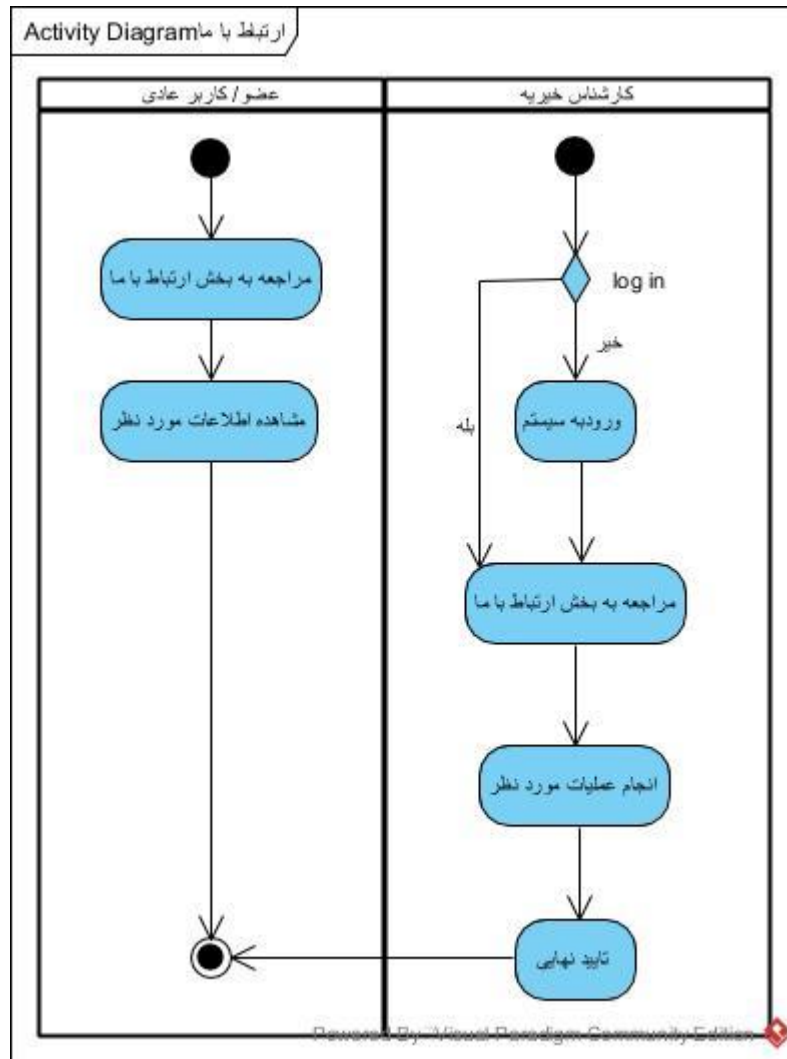 Activity Diagram ارتباط با ما
عضو / کاربر عادی
کارشناس خیریه
مراجعه به بخش ارتباط با ما
مشاهده اطلاعات مورد نظر
log in
خیر
بله
ورودبه سیستم
مراجعه به بخش ارتباط با ما
انجام عملیات مورد نظر
تایید نهایی
Powered By Visual Paradigm Community Edition